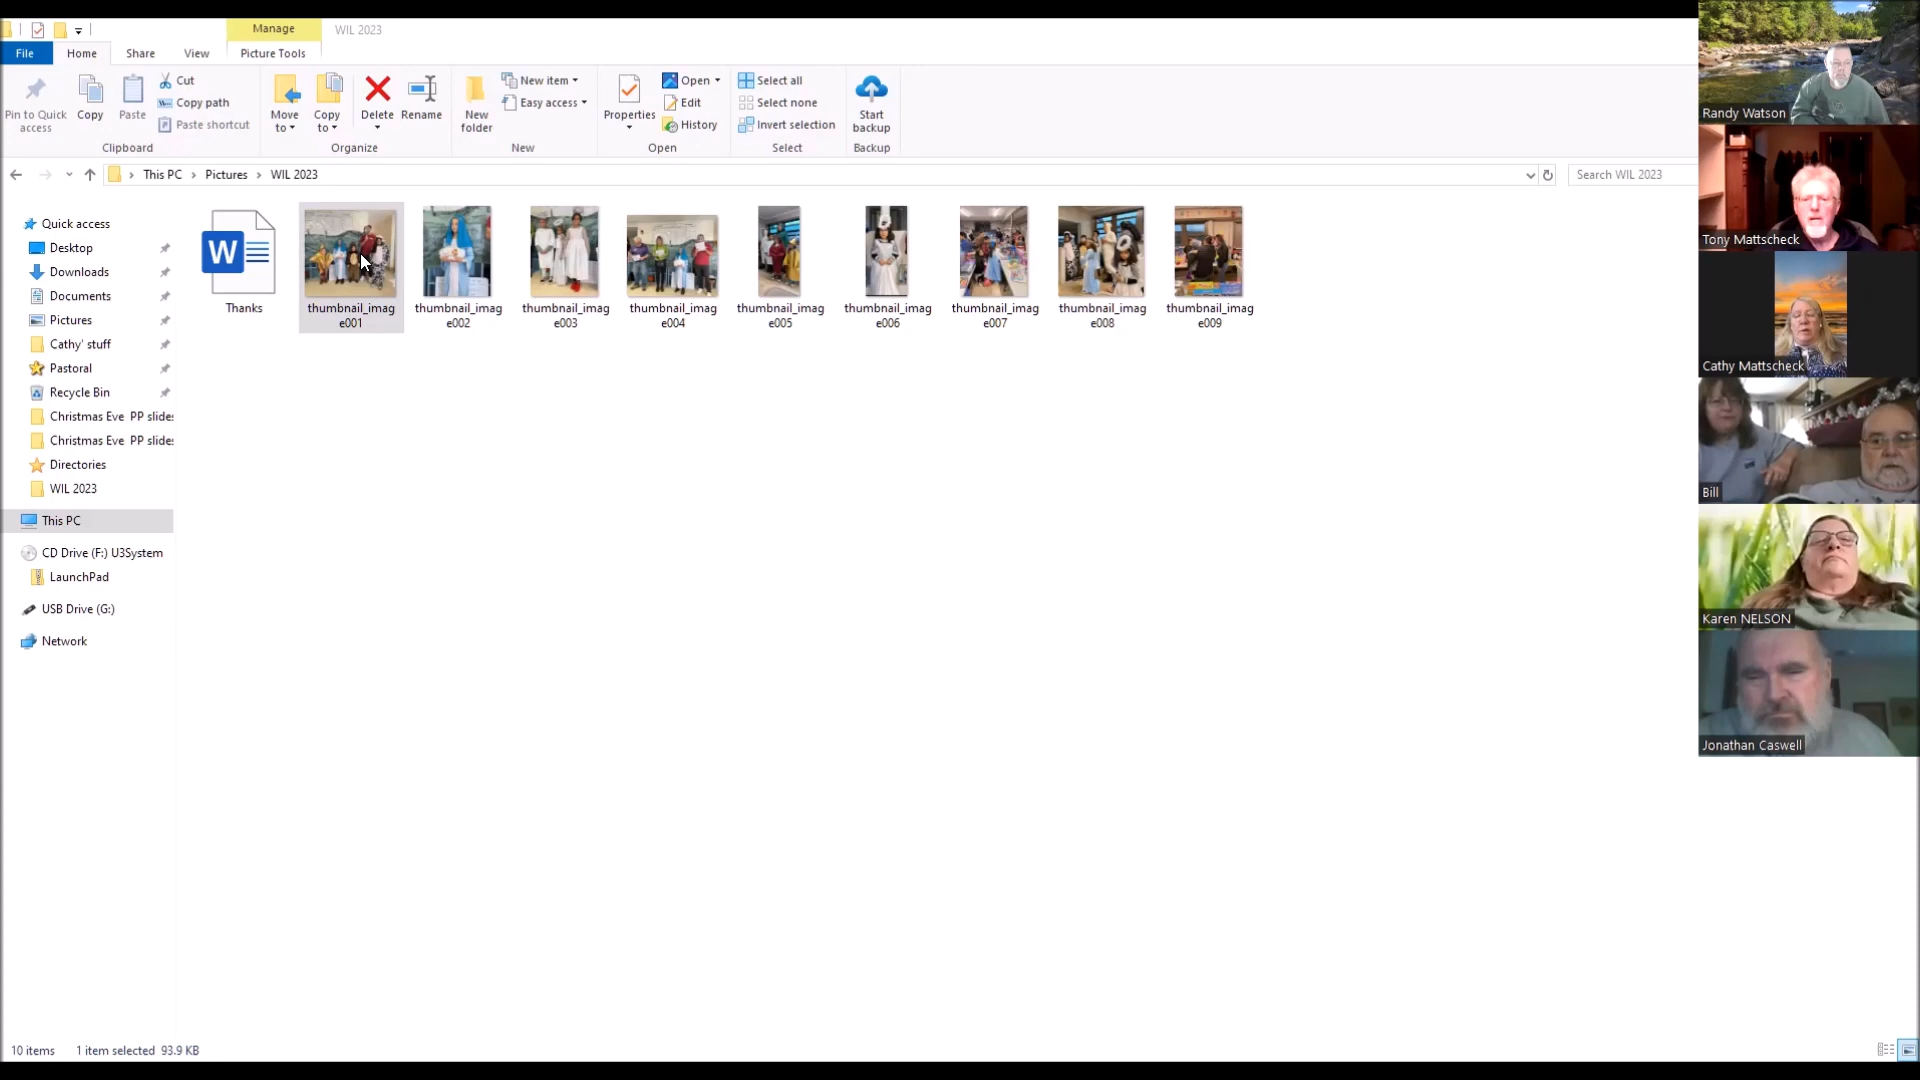 Manage
WIL 2023
File
Home
Share
View
Picture Tools
Pin to Quick
access
Copy
Paste
Cut
Copy path
Paste shortcut
Clipboard
Move
to
Copy
to
Delete
Rename
Organize
New
folder
New item
Easy access
New
Properties
Open
Edit
History
Open
Select all
Select none
Invert selection
Select
Start
backup
Backup
This PC > Pictures > WIL 2023
Search WIL 2023
Quick access
Desktop
Downloads
Documents
Pictures
Cathy' stuff
Pastoral
Recycle Bin
Christmas Eve PP slides
Christmas Eve PP slides
Directories
WIL 2023
This PC
CD Drive (F:) U3System
LaunchPad
USB Drive (G:)
Network
W
Thanks
thumbnail_imag
e001
thumbnail_imag
e002
thumbnail_imag
e003
thumbnail_imag
e004
thumbnail_imag
e005
thumbnail_imag
e006
thumbnail_imag
e007
thumbnail_imag
e008
thumbnail_imag
e009
Randy Watson
Tony Mattscheck
Cathy Mattscheck
Bill
Karen NELSON
Jonathan Caswell
10 items
1 item selected 93.9 KB